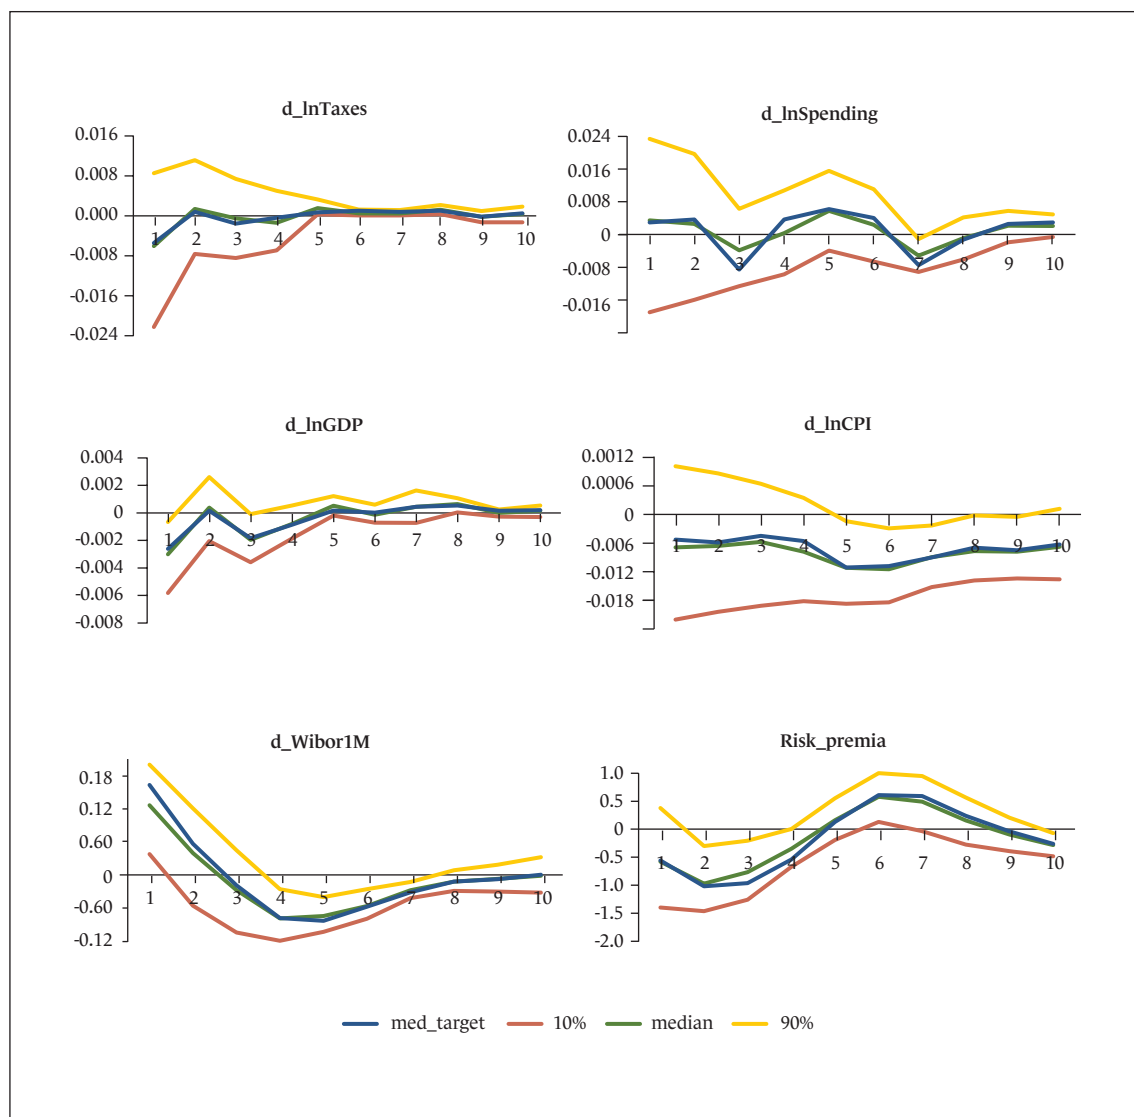 d_lnTaxes
0.016
0.008
0.000
-0.008
-0.016
-0.024
1 2 3 4 5 6 7 8 9 10
d_lnSpending
0.024
0.016
0.008
0
-0.008
-0.016
1 2 3 4 5 6 7 8 9 10
d_lnGDP
0.004
0.002
0
-0.002
-0.004
-0.006
-0.008
1 2 3 4 5 6 7 8 9 10
d_lnCPI
0.0012
0.0006
0
-0.006
-0.012
-0.018
1 2 3 4 5 6 7 8 9 10
d_Wibor1M
0.18
0.12
0.60
0
-0.60
-0.12
1 2 3 4 5 6 7 8 9 10
Risk_premia
1.0
0.5
0
-0.5
-1.0
-1.5
-2.0
1 2 3 4 5 6 7 8 9 10
med_target 10% median 90%